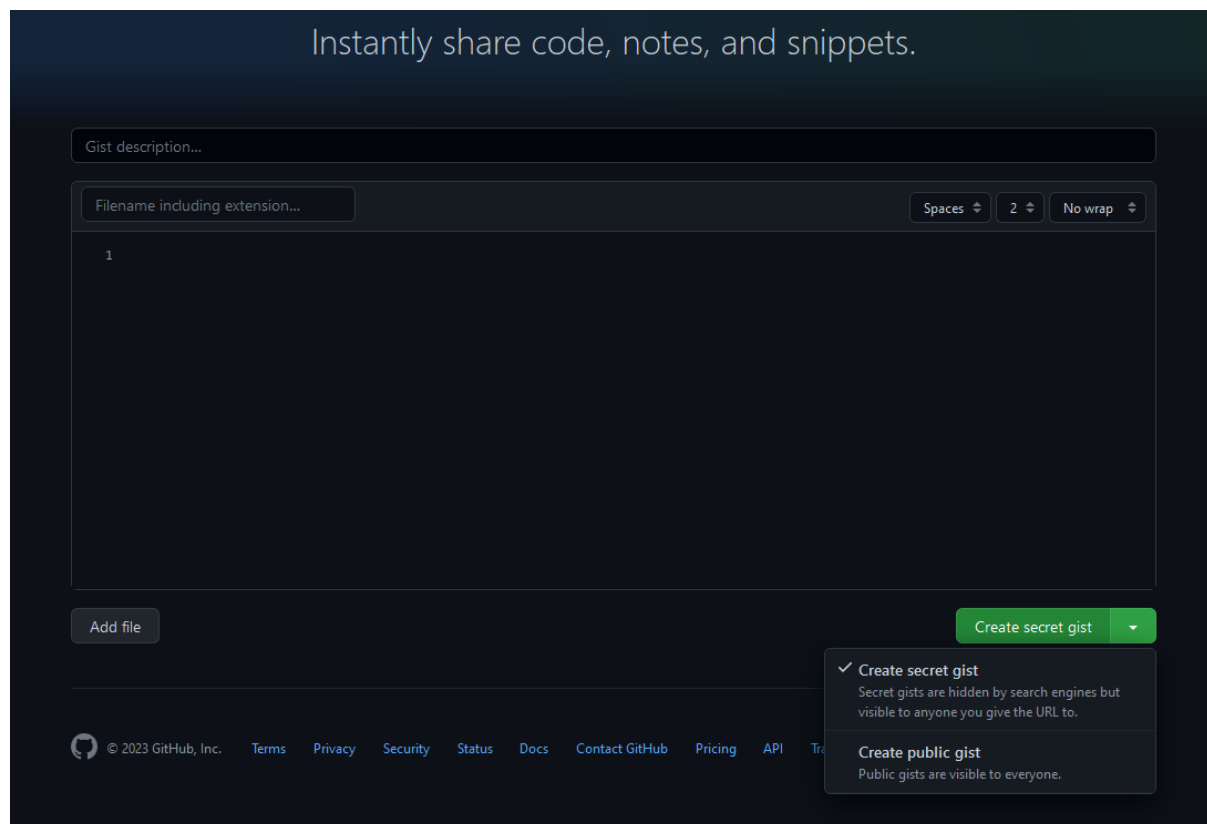 Instantly share code, notes, and snippets.
Gist description...
Filename including extension...
Spaces
2
No wrap
1
Add file
Create secret gist
Create secret gist
Secret gists are hidden by search engines but
visible to anyone you give the URL to.
Create public gist
Public gists are visible to everyone.
© 2023 GitHub, Inc. Terms Privacy Security Status Docs Contact GitHub Pricing API